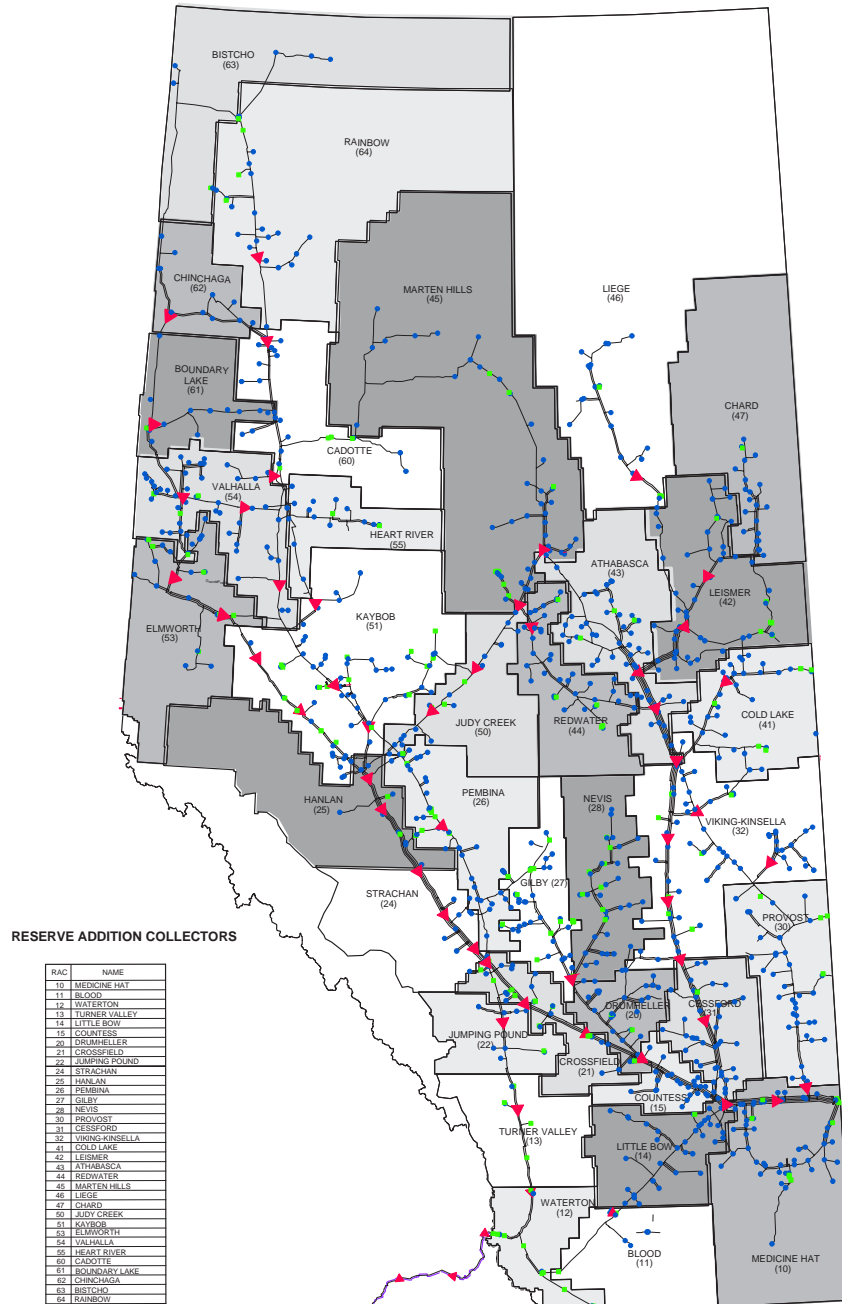 BISTCHO
(63)
RAINBOW
(64)
CHINCHAGA
(62)
MARTEN HILLS
(45)
LIEGE
(46)
BOUNDARY
LAKE
(61)
CHARD
(47)
CADOTTE
(60)
VALHALLA
(54)
HEART RIVER
(55)
ATHABASCA
(43)
LEISMER
(42)
KAYBOB
(51)
ELMWORTH
(53)
JUDY CREEK
(50)
REDWATER
(44)
COLD LAKE
(41)
HANLAN
(25)
PEMBINA
(26)
NEVIS
(28)
VIKING-KINSELLA
(32)
STRACHAN
(24)
GILBY (27)
PROVOST
(30)
DRUMHELLER
(20)
CESSFORD
(31)
JUMPING POUND
(22)
CROSSFIELD
(21)
COUNTESS
(15)
TURNER VALLEY
(13)
LITTLE BOW
(14)
WATERTON
(12)
BLOOD
(11)
MEDICINE HAT
(10)
RESERVE ADDITION COLLECTORS
RAC NAME
10 MEDICINE HAT
11 BLOOD
12 WATERTON
13 TURNER VALLEY
14 LITTLE BOW
15 COUNTESS
20 DRUMHELLER
21 CROSSFIELD
22 JUMPING POUND
24 STRACHAN
25 HANLAN
26 PEMBINA
27 GILBY
28 NEVIS
30 PROVOST
31 CESSFORD
32 VIKING-KINSELLA
41 COLD LAKE
42 LEISMER
43 ATHABASCA
44 REDWATER
45 MARTEN HILLS
46 LIEGE
47 CHARD
50 JUDY CREEK
51 KAYBOB
53 ELMWORTH
54 VALHALLA
55 HEART RIVER
60 CADOTTE
61 BOUNDARY LAKE
62 CHINCHAGA
63 BISTCHO
64 RAINBOW